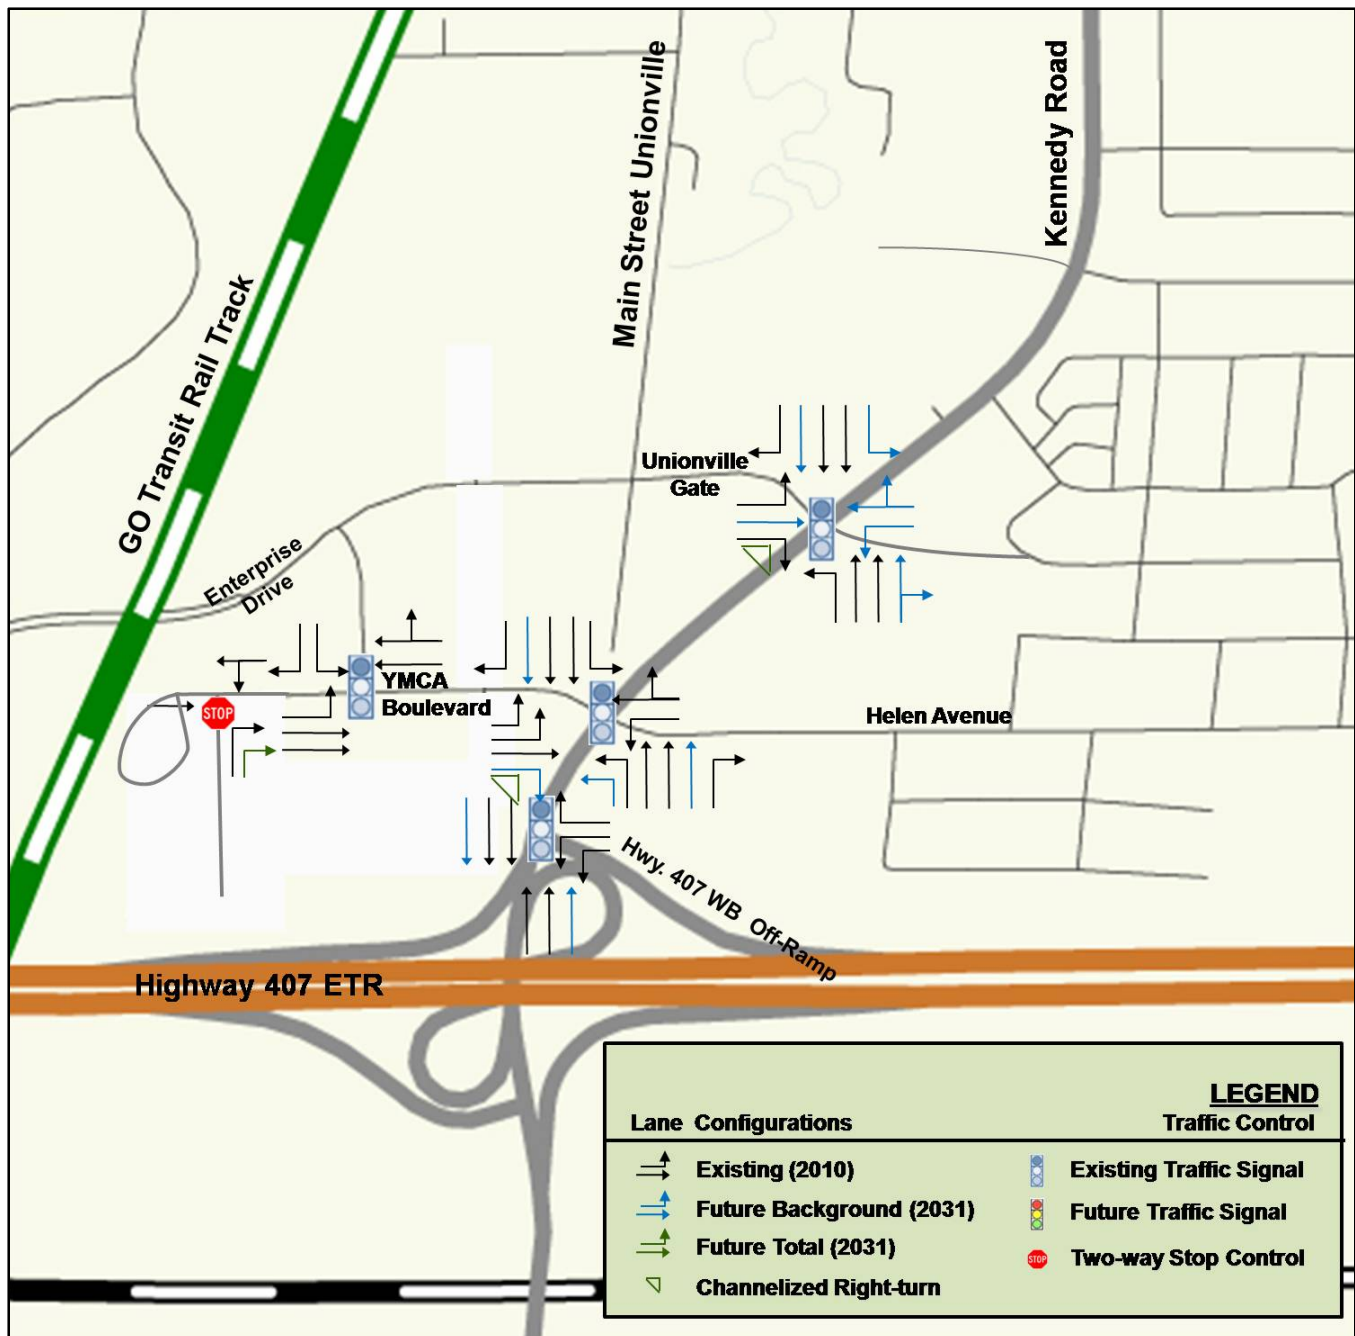 Kennedy Road
Main Street Unionville
GO Transit Rail Track
Unionville
Gate
Enterprise
Drive
YMCA
Boulevard
STOP
Helen Avenue
Hwy. 407 WB Off-Ramp
Highway 407 ETR
LEGEND
Lane Configurations
Traffic Control
Existing (2010)
Existing Traffic Signal
Future Background (2031)
Future Traffic Signal
Future Total (2031)
STOP
Two-way Stop Control
Channelized Right-turn